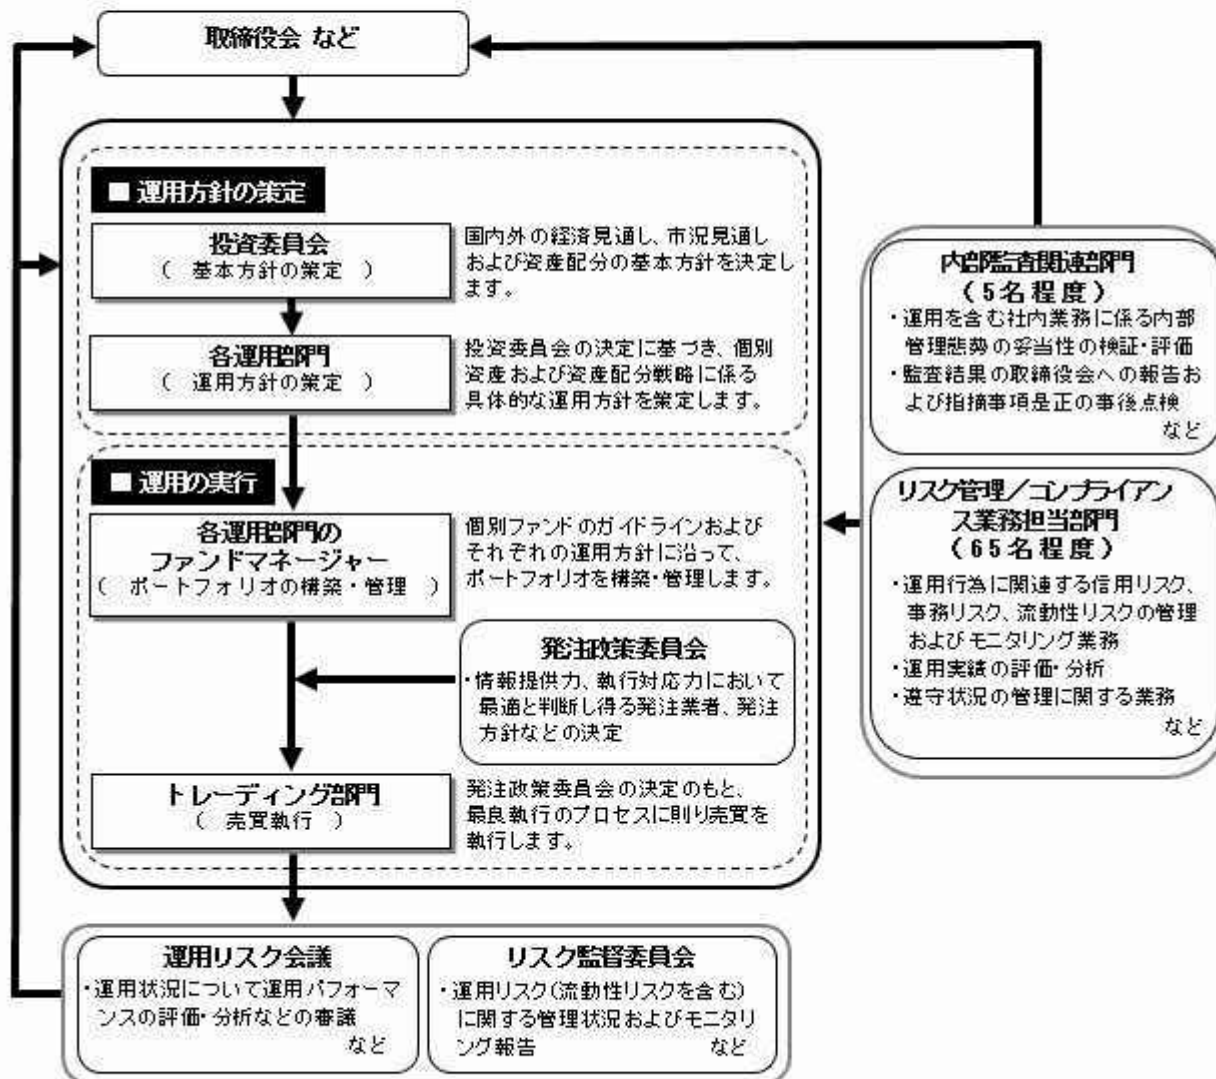 取締役会 など
■ 運用方針の策定
投資委員会
( 基本方針の策定 )
国内外の経済見通し、市況見通し
および資産配分の基本方針を決定し
ます。
各運用部門
( 運用方針の策定 )
投資委員会の決定に基づき、個別
資産および資産配分戦略に係る
具体的な運用方針を策定します。
■ 運用の実行
各運用部門の
ファンドマネージャー
( ポートフォリオの構築・管理 )
個別ファンドのガイドラインおよび
それぞれの運用方針に沿って、
ポートフォリオを構築・管理します。
発注政策委員会
・情報提供力、執行対応力において
最適と判断し得る発注業者、発注
方針などの決定
トレーディング部門
( 売買執行 )
発注政策委員会の決定のもと、
最良執行のプロセスに則り売買を
執行します。
内部監査関連部門
(5名程度)
・運用を含む社内業務に係る内部
管理態勢の妥当性の検証・評価
・監査結果の取締役会への報告お
よび指摘事項是正の事後点検
など
リスク管理/コンプライアン
ス業務担当部門
(65名程度)
・運用行為に関連する信用リスク、
事務リスク、流動性リスクの管理
およびモニタリング業務
・運用実績の評価・分析
・遵守状況の管理に関する業務
など
運用リスク会議
・運用状況について運用パフォーマ
ンスの評価・分析などの審議
など
リスク監督委員会
・運用リスク(流動性リスクを含む)
に関する管理状況およびモニタリ
ング報告 など